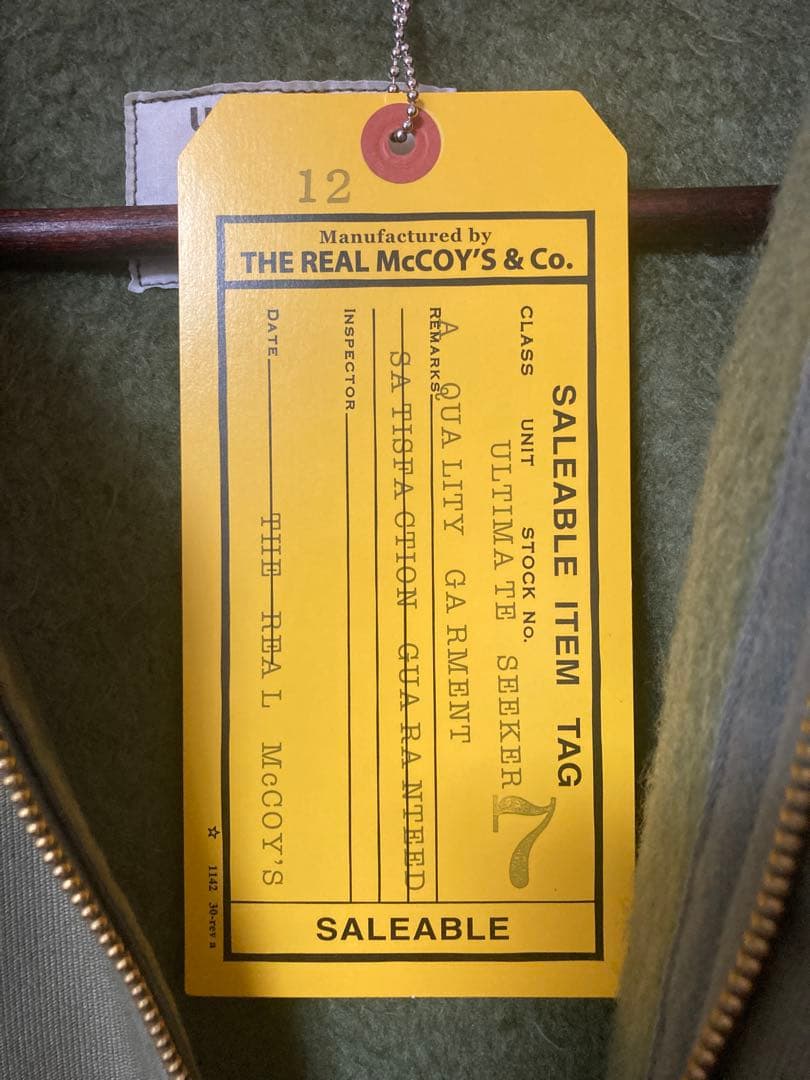 12
Manufactured by
THE REAL McCOY'S & Co.
SALEABLE ITEM TAG
CLASS UNIT STOCK NO.
ULTIMATE SEEKER 7
REMARKS
A QUALITY GARMENT
SATISFACTION GUARANTEED
INSPECTOR
DATE
THE REAL McCOY'S
☆ 1142 30-rev a
SALEABLE